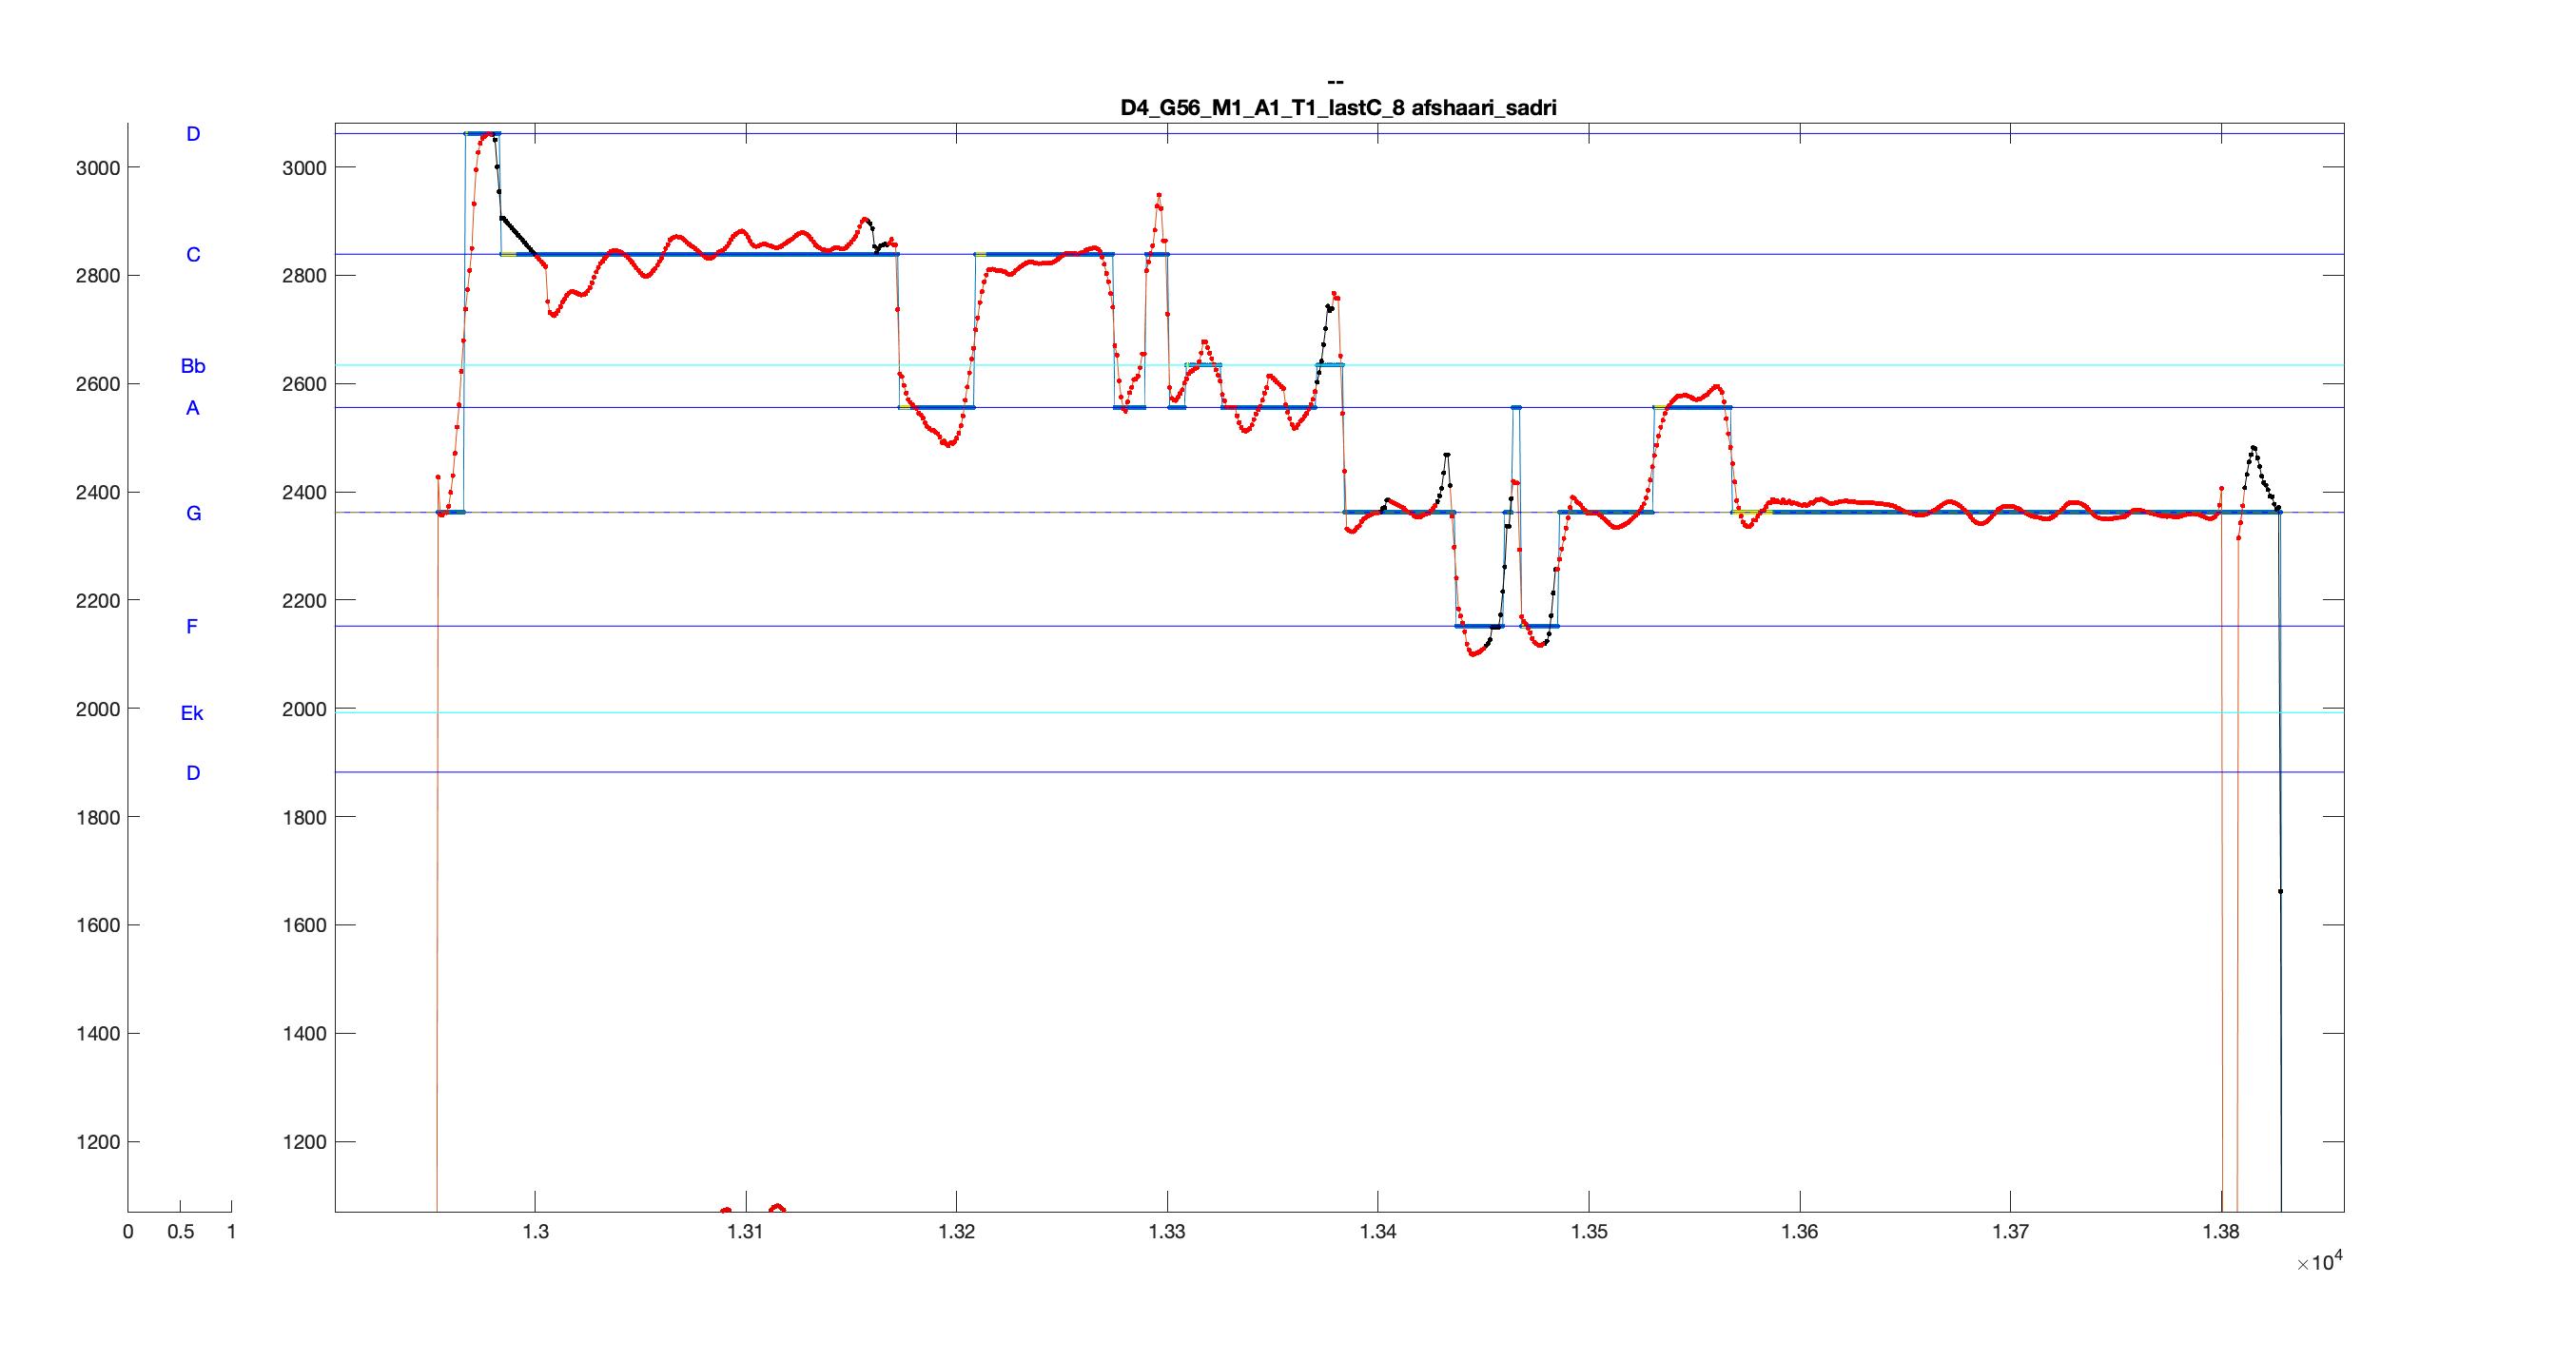 --
D4_G56_M1_A1_T1_lastC_8 afshaari_sadri
D
3000 3000
C
2800 2800
Bb
2600 2600
A
2400 2400
G
2200 2200
F
2000 2000
Ek
D
1800 1800
1600 1600
1400 1400
1200 1200
0 0.5 1 1.3 1.31 1.32 1.33 1.34 1.35 1.36 1.37 1.38
×10^4